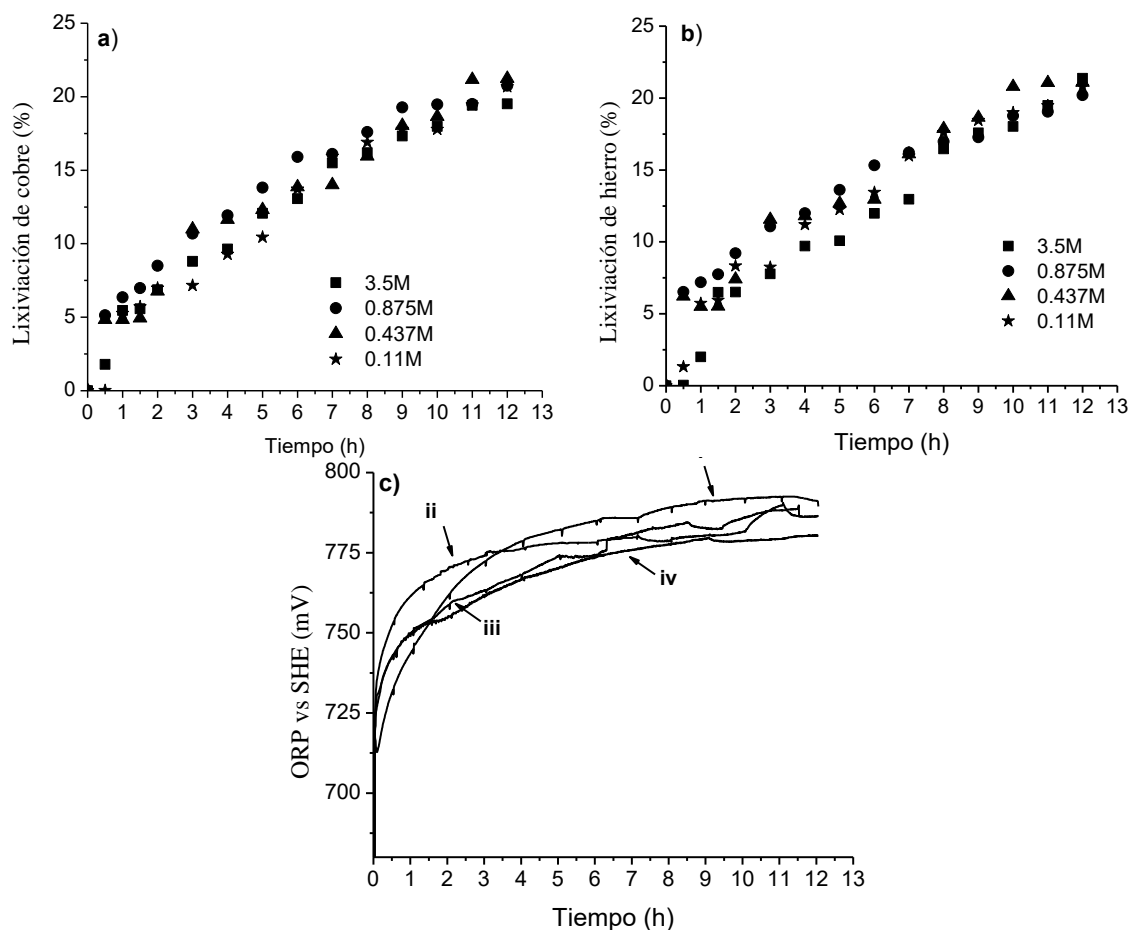 a)
Lixiviación de cobre (%)
25
20
15
10
5
0
3.5M
0.875M
0.437M
0.11M
0 1 2 3 4 5 6 7 8 9 10 11 12 13
Tiempo (h)
b)
Lixiviación de hierro (%)
25
20
15
10
5
0
3.5M
0.875M
0.437M
0.11M
0 1 2 3 4 5 6 7 8 9 10 11 12 13
Tiempo (h)
c)
ORP vs SHE (mV)
800
775
750
725
700
ii
iii
iv
0 1 2 3 4 5 6 7 8 9 10 11 12 13
Tiempo (h)